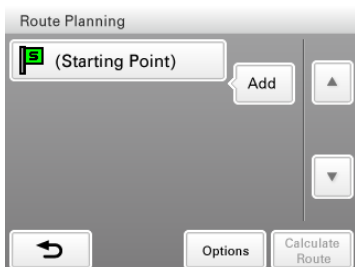 Route Planning
S (Starting Point)
Add
Options
Calculate
Route